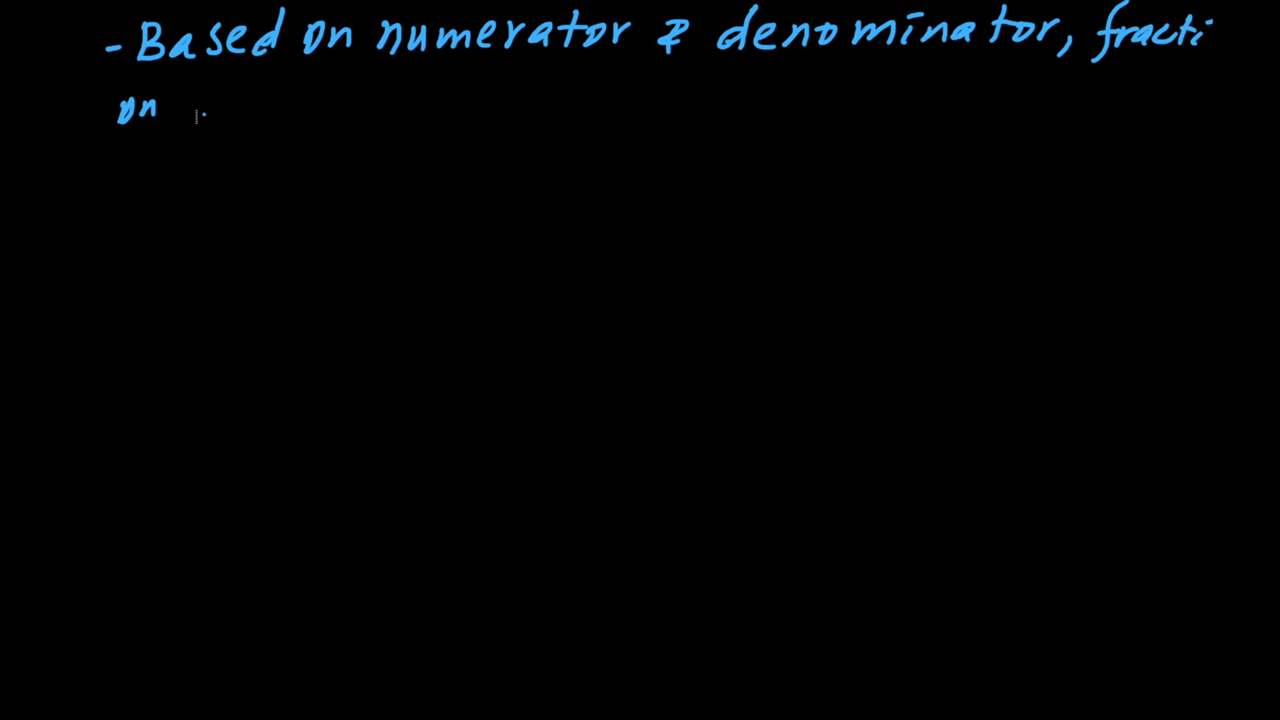 - Based on numerator & denominator, fracti
on